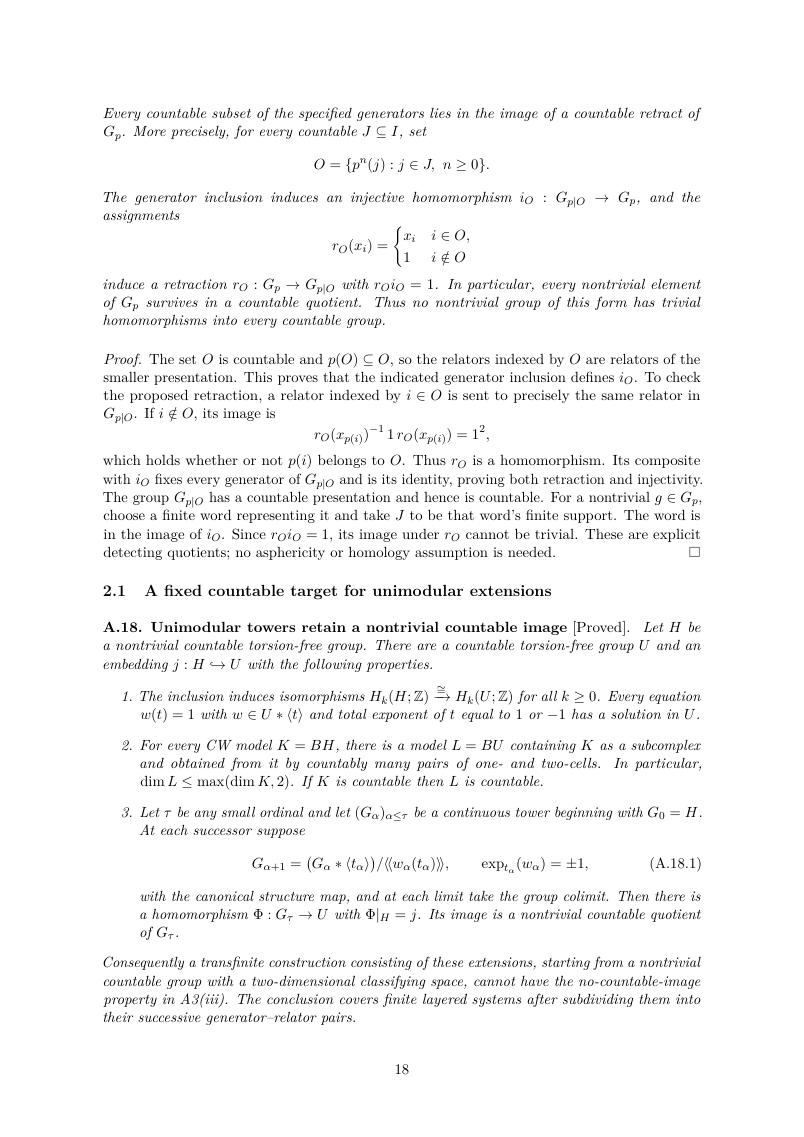 Every countable subset of the specified generators lies in the image of a countable retract of
G_p. More precisely, for every countable J ⊆ I, set
O = {p^n(j) : j ∈ J, n ≥ 0}.
The generator inclusion induces an injective homomorphism i_O : G_{p|O} → G_p, and the
assignments
r_O(x_i) = { x_i i ∈ O,
1 i ∉ O
induce a retraction r_O : G_p → G_{p|O} with r_O i_O = 1. In particular, every nontrivial element
of G_p survives in a countable quotient. Thus no nontrivial group of this form has trivial
homomorphisms into every countable group.
Proof. The set O is countable and p(O) ⊆ O, so the relators indexed by O are relators of the
smaller presentation. This proves that the indicated generator inclusion defines i_O. To check
the proposed retraction, a relator indexed by i ∈ O is sent to precisely the same relator in
G_{p|O}. If i ∉ O, its image is
r_O(x_{p(i)})^{-1} 1 r_O(x_{p(i)}) = 1^2,
which holds whether or not p(i) belongs to O. Thus r_O is a homomorphism. Its composite
with i_O fixes every generator of G_{p|O} and is its identity, proving both retraction and injectivity.
The group G_{p|O} has a countable presentation and hence is countable. For a nontrivial g ∈ G_p,
choose a finite word representing it and take J to be that word's finite support. The word is
in the image of i_O. Since r_O i_O = 1, its image under r_O cannot be trivial. These are explicit
detecting quotients; no asphericity or homology assumption is needed. □
2.1 A fixed countable target for unimodular extensions
A.18. Unimodular towers retain a nontrivial countable image [Proved]. Let H be
a nontrivial countable torsion-free group. There are a countable torsion-free group U and an
embedding j : H ↪ U with the following properties.
1. The inclusion induces isomorphisms H_k(H; ℤ) ≅→ H_k(U; ℤ) for all k ≥ 0. Every equation
w(t) = 1 with w ∈ U ∗ ⟨t⟩ and total exponent of t equal to 1 or −1 has a solution in U.
2. For every CW model K = BH, there is a model L = BU containing K as a subcomplex
and obtained from it by countably many pairs of one- and two-cells. In particular,
dim L ≤ max(dim K, 2). If K is countable then L is countable.
3. Let τ be any small ordinal and let (G_α)_{α≤τ} be a continuous tower beginning with G_0 = H.
At each successor suppose
G_{α+1} = (G_α ∗ ⟨t_α⟩)/⟨⟨w_α(t_α)⟩⟩, exp_{t_α}(w_α) = ±1, (A.18.1)
with the canonical structure map, and at each limit take the group colimit. Then there is
a homomorphism Φ : G_τ → U with Φ|_H = j. Its image is a nontrivial countable quotient
of G_τ.
Consequently a transfinite construction consisting of these extensions, starting from a nontrivial
countable group with a two-dimensional classifying space, cannot have the no-countable-image
property in A3(iii). The conclusion covers finite layered systems after subdividing them into
their successive generator–relator pairs.
18